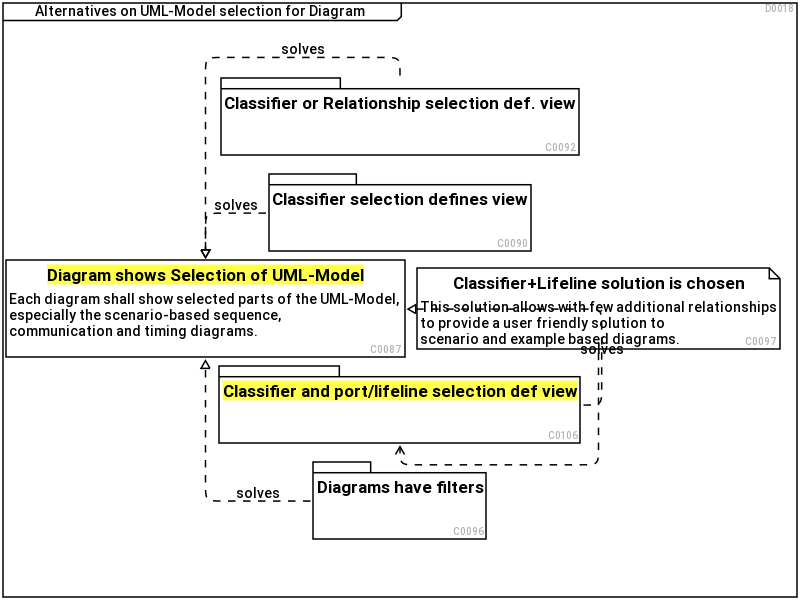 Alternatives on UML-Model selection for Diagram
D0018
solves
Classifier or Relationship selection def. view
C0092
Classifier selection defines view
solves
C0090
Diagram shows Selection of UML-Model
Each diagram shall show selected parts of the UML-Model,
especially the scenario-based sequence,
communication and timing diagrams.
C0087
Classifier+Lifeline solution is chosen
This solution allows with few additional relationships
to provide a user friendly solution to
scenario and example based diagrams.
C0097
solves
Classifier and port/lifeline selection def view
C0106
Diagrams have filters
solves
C0096